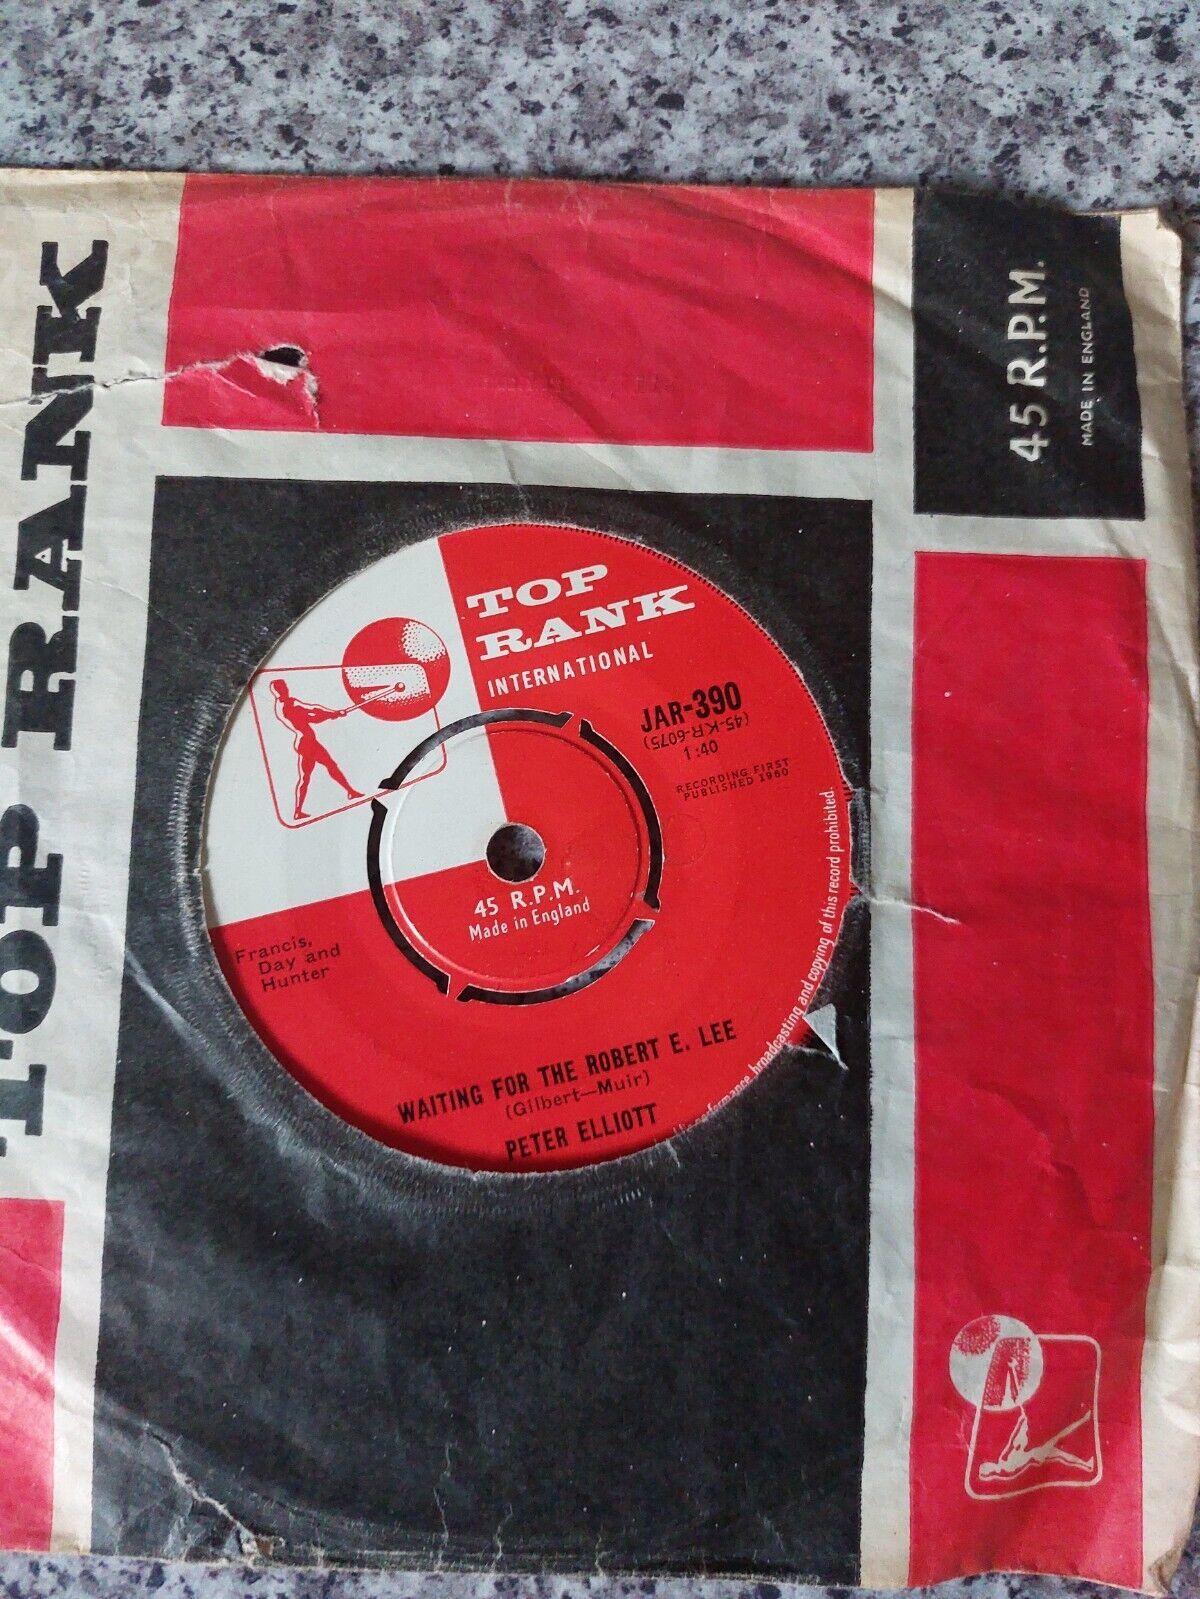 TOP RANK
45 R.P.M.
MADE IN ENGLAND
TOP
RANK
INTERNATIONAL
JAR-390
(45-KR-6075)
1:40
RECORDING FIRST
PUBLISHED 1960
45 R.P.M.
Made in England
Francis,
Day and
Hunter
WAITING FOR THE ROBERT E. LEE
(Gilbert—Muir)
PETER ELLIOTT
performance, broadcasting and copying of this record prohibited.